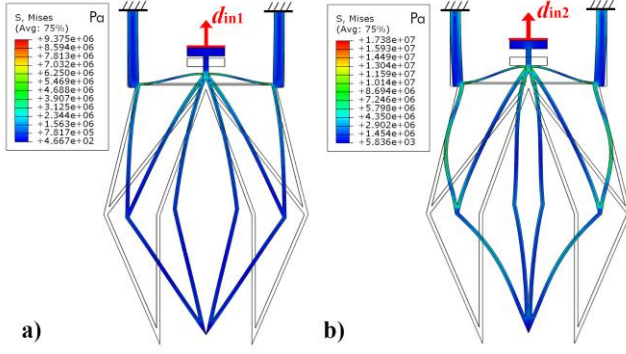 S, Mises Pa
(Avg: 75%)
+9.375e+06
+8.594e+06
+7.813e+06
+7.032e+06
+6.250e+06
+5.469e+06
+4.688e+06
+3.907e+06
+3.125e+06
+2.344e+06
+1.563e+06
+7.817e+05
+4.667e+02
din1
a)
S, Mises Pa
(Avg: 75%)
+1.738e+07
+1.593e+07
+1.449e+07
+1.304e+07
+1.159e+07
+1.014e+07
+8.694e+06
+7.246e+06
+5.798e+06
+4.350e+06
+2.902e+06
+1.454e+06
+5.836e+03
din2
b)